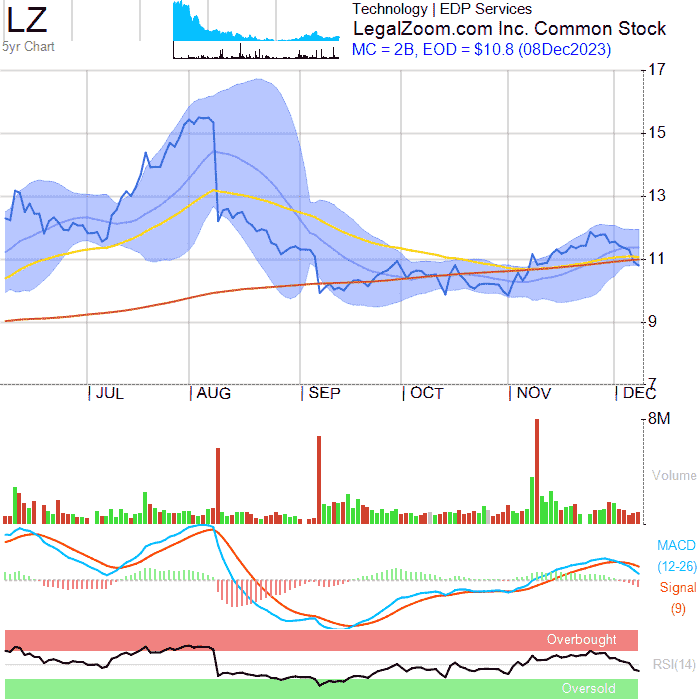 LZ
5yr Chart
Technology | EDP Services
LegalZoom.com Inc. Common Stock
MC = 2B, EOD = $10.8 (08Dec2023)
17
15
13
11
9
7
JUL AUG SEP OCT NOV DEC
8M
Volume
MACD
(12-26)
Signal
(9)
Overbought
RSI(14)
Oversold